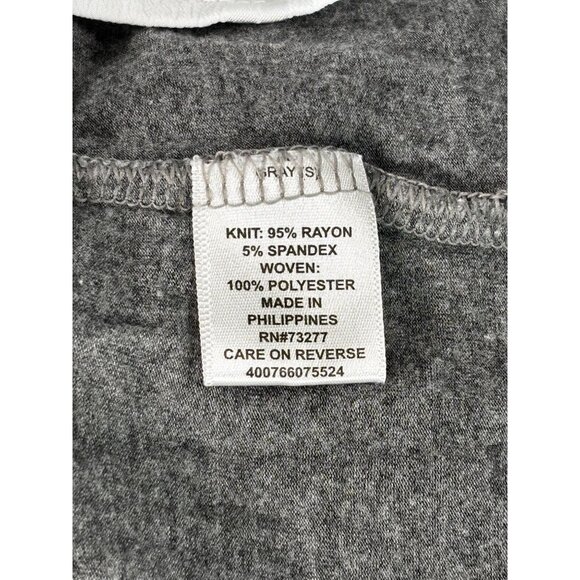 GRAY (S)
KNIT: 95% RAYON
5% SPANDEX
WOVEN:
100% POLYESTER
MADE IN
PHILIPPINES
RN#73277
CARE ON REVERSE
400766075524